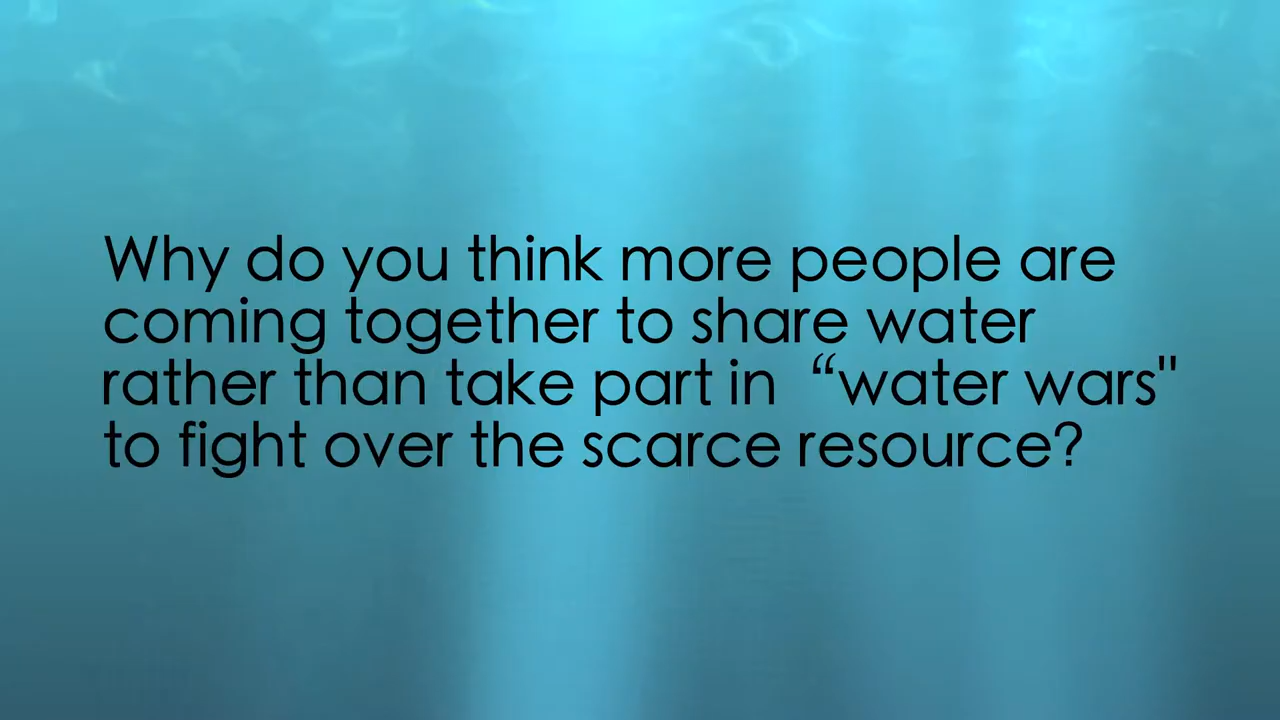 Why do you think more people are
coming together to share water
rather than take part in “water wars"
to fight over the scarce resource?